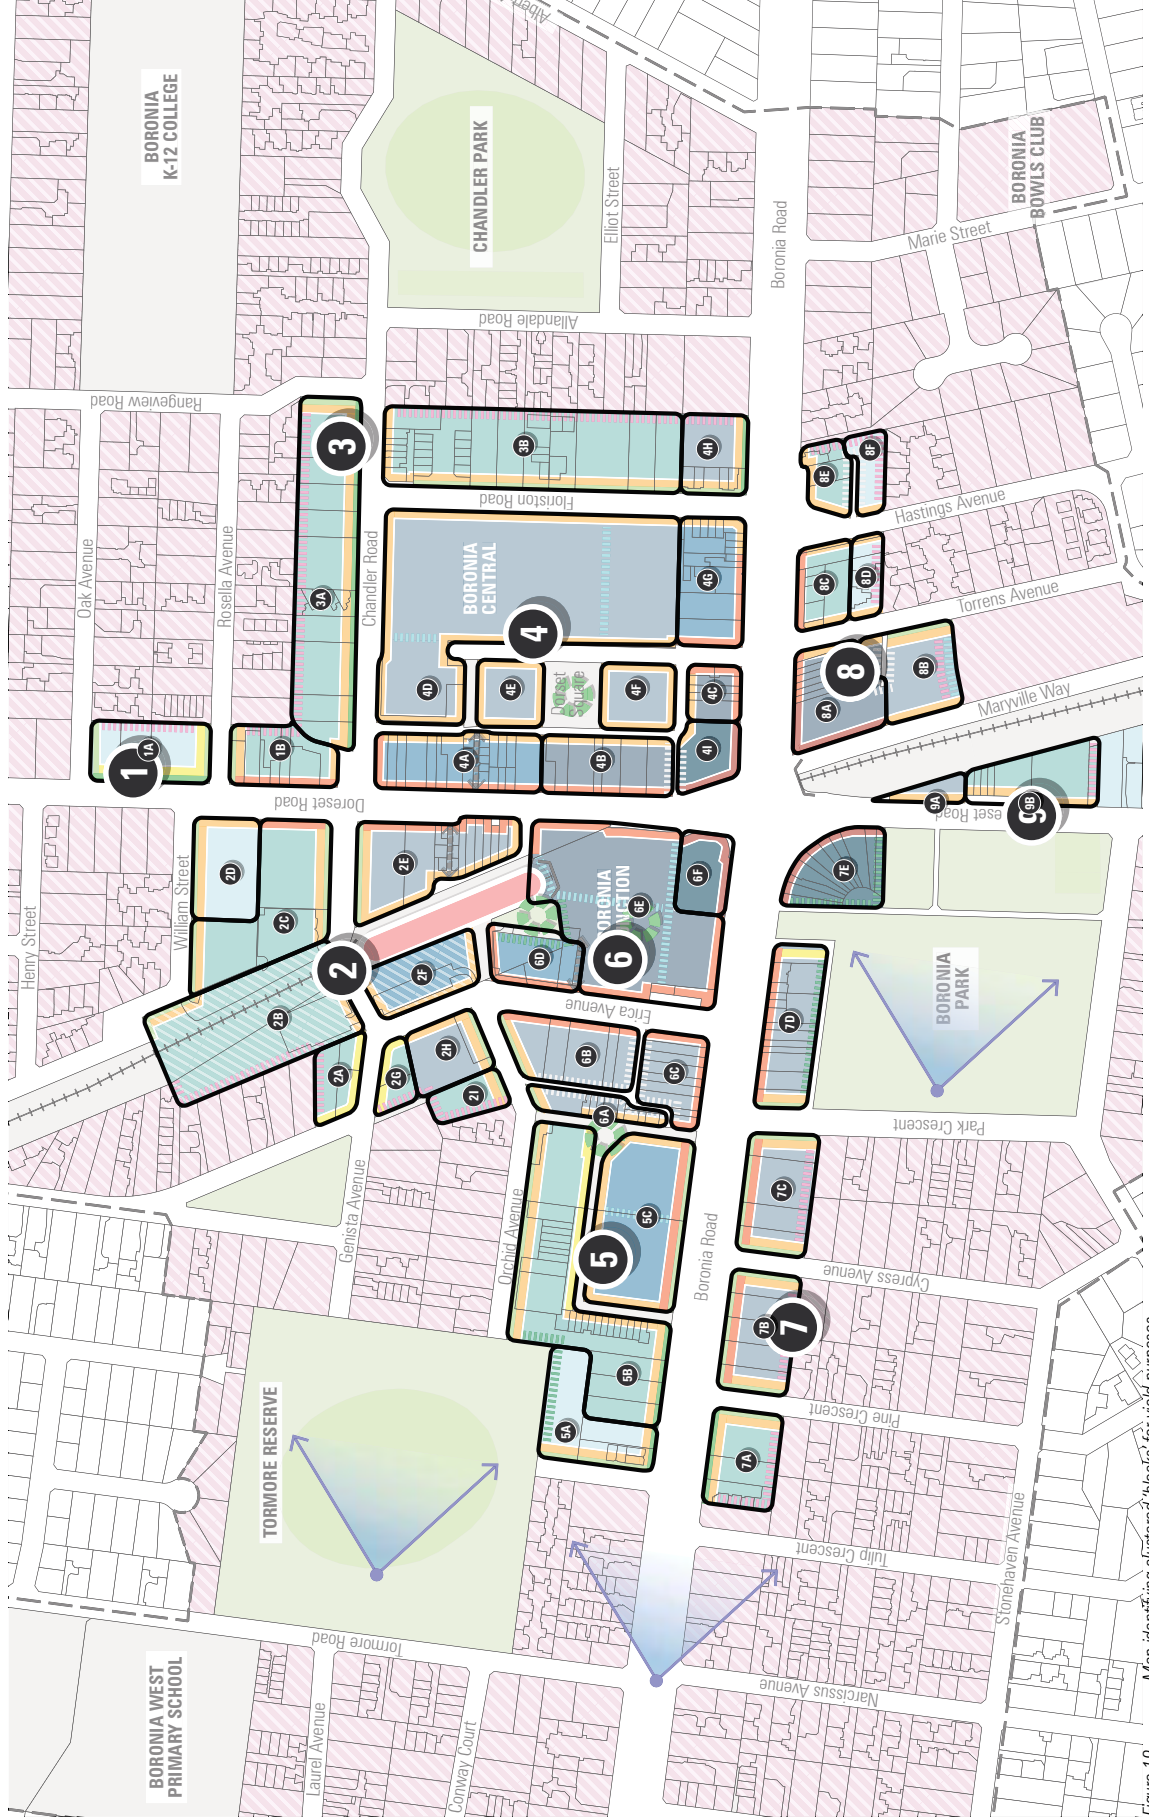 BORONIA WEST
PRIMARY SCHOOL
Laurel Avenue
Conway Court
Tormore Road
TORMORE RESERVE
Narcissus Avenue
Stonehaven Avenue
Tulip Crescent
Pine Crescent
Cypress Avenue
Park Crescent
Boronia Road
Orchid Avenue
Genista Avenue
Erica Avenue
Henry Street
William Street
Doreset Road
Oak Avenue
Rosella Avenue
Chandler Road
Rangeview Road
Floriston Road
Allandale Road
Elliot Street
Boronia Road
Marie Street
Hastings Avenue
Torrens Avenue
Maryville Way
eset Road
Albert
BORONIA
K-12 COLLEGE
CHANDLER PARK
BORONIA
BOWLS CLUB
BORONIA
CENTRAL
Dorset
Square
BORONIA
PARK
1
1A
1B
2
2A
2B
2C
2D
2E
2F
2G
2H
2I
3
3A
3B
4
4A
4B
4C
4D
4E
4F
4G
4H
4I
5
5A
5B
5C
6
6A
6B
6C
6D
6E
6F
7
7A
7B
7C
7D
7E
8
8A
8B
8C
8D
8E
8F
9
9A
9B